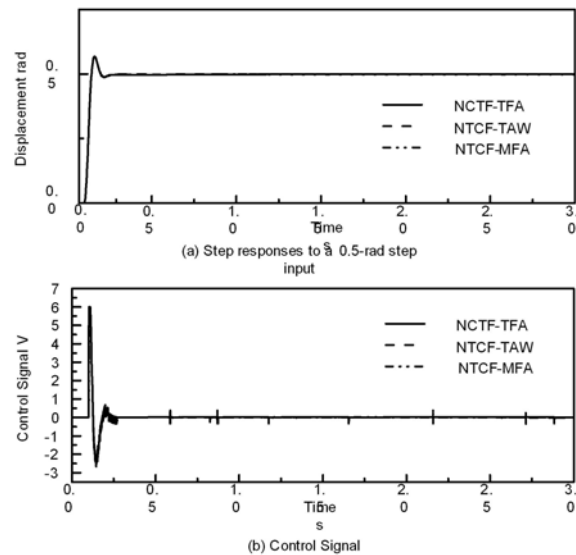 0.
5
Displacement rad
0.
0
NCTF-TFA
NTCF-TAW
NTCF-MFA
0. 0. 1. 1. 2. 2. 3.
00 5 0 5 0 5 0
Time
s
(a) Step responses to a 0.5-rad step
input
7
6
5
4
3
2
1
0
-1
-2
-3
Control Signal V
NCTF-TFA
NTCF-TAW
NTCF-MFA
0. 0. 1. 1. 2. 2. 3.
0 5 0 5 0 5 0
Time
s
(b) Control Signal